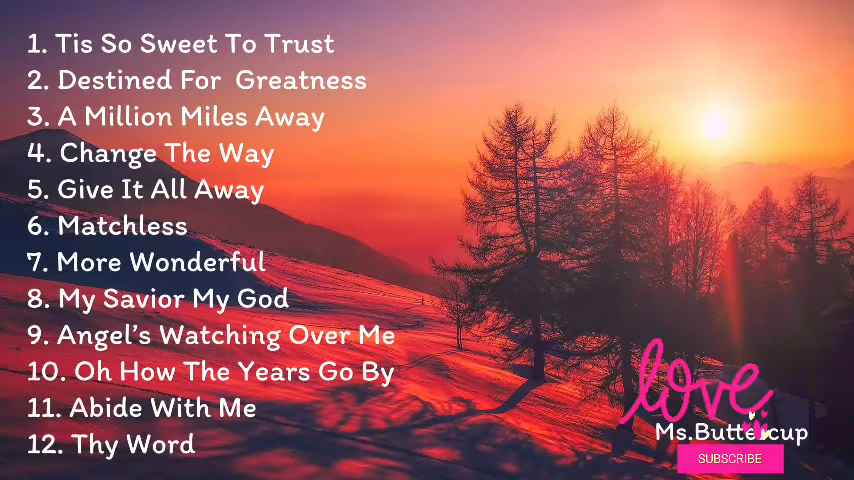 1. Tis So Sweet To Trust
2. Destined For Greatness
3. A Million Miles Away
4. Change The Way
5. Give It All Away
6. Matchless
7. More Wonderful
8. My Savior My God
9. Angel's Watching Over Me
10. Oh How The Years Go By
11. Abide With Me
12. Thy Word
love
Ms.Buttercup
SUBSCRIBE